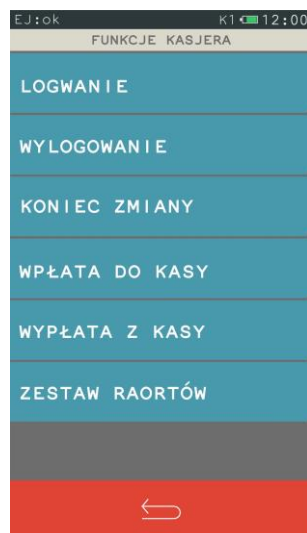 EJ:ok K1 12:00
FUNKCJE KASJERA
LOGWANIE
WYLOGOWANIE
KONIEC ZMIANY
WPŁATA DO KASY
WYPŁATA Z KASY
ZESTAW RAORTÓW